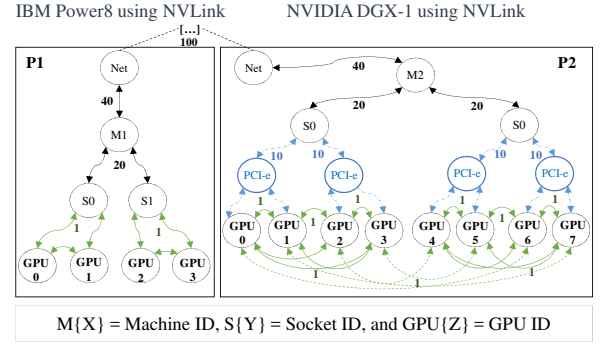 IBM Power8 using NVLink
NVIDIA DGX-1 using NVLink
[...]
100
P1
P2
Net
Net
40
40
M2
M1
20
20
20
S0
S0
10
10
10
10
PCI-e
PCI-e
PCI-e
PCI-e
S0
S1
1
1
1
1
1
1
1
1
GPU 0
GPU 1
GPU 2
GPU 3
GPU 0
GPU 1
GPU 2
GPU 3
GPU 4
GPU 5
GPU 6
GPU 7
1
1
M{X} = Machine ID, S{Y} = Socket ID, and GPU{Z} = GPU ID